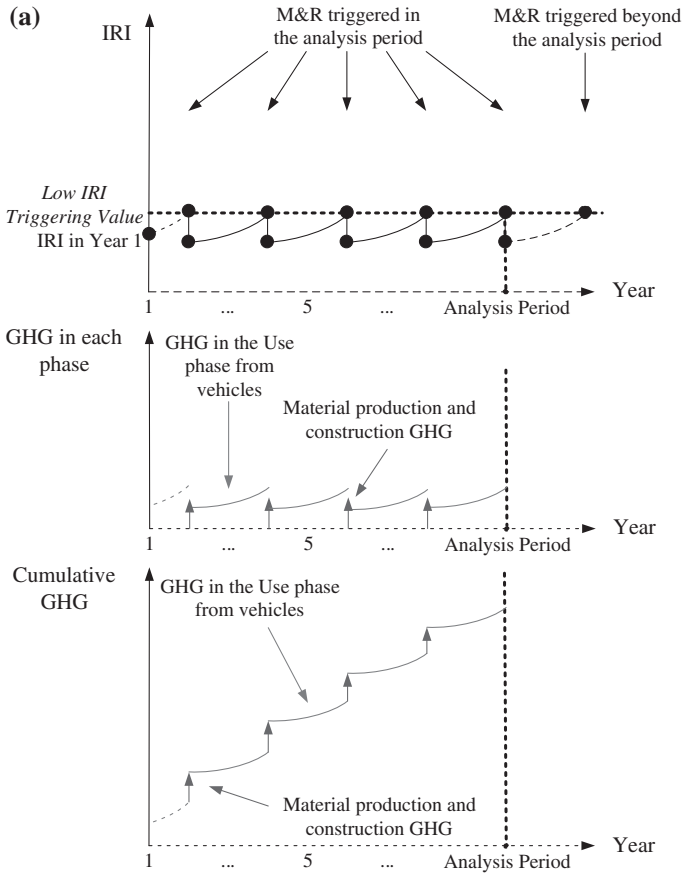 (a)
IRI
M&R triggered in
the analysis period
M&R triggered beyond
the analysis period
Low IRI
Triggering Value
IRI in Year 1
1 ... 5 ... Analysis Period Year
GHG in each
phase
GHG in the Use
phase from
vehicles
Material production and
construction GHG
1 ... 5 ... Analysis Period Year
Cumulative
GHG
GHG in the Use phase
from vehicles
Material production and
construction GHG
1 ... 5 ... Analysis Period Year